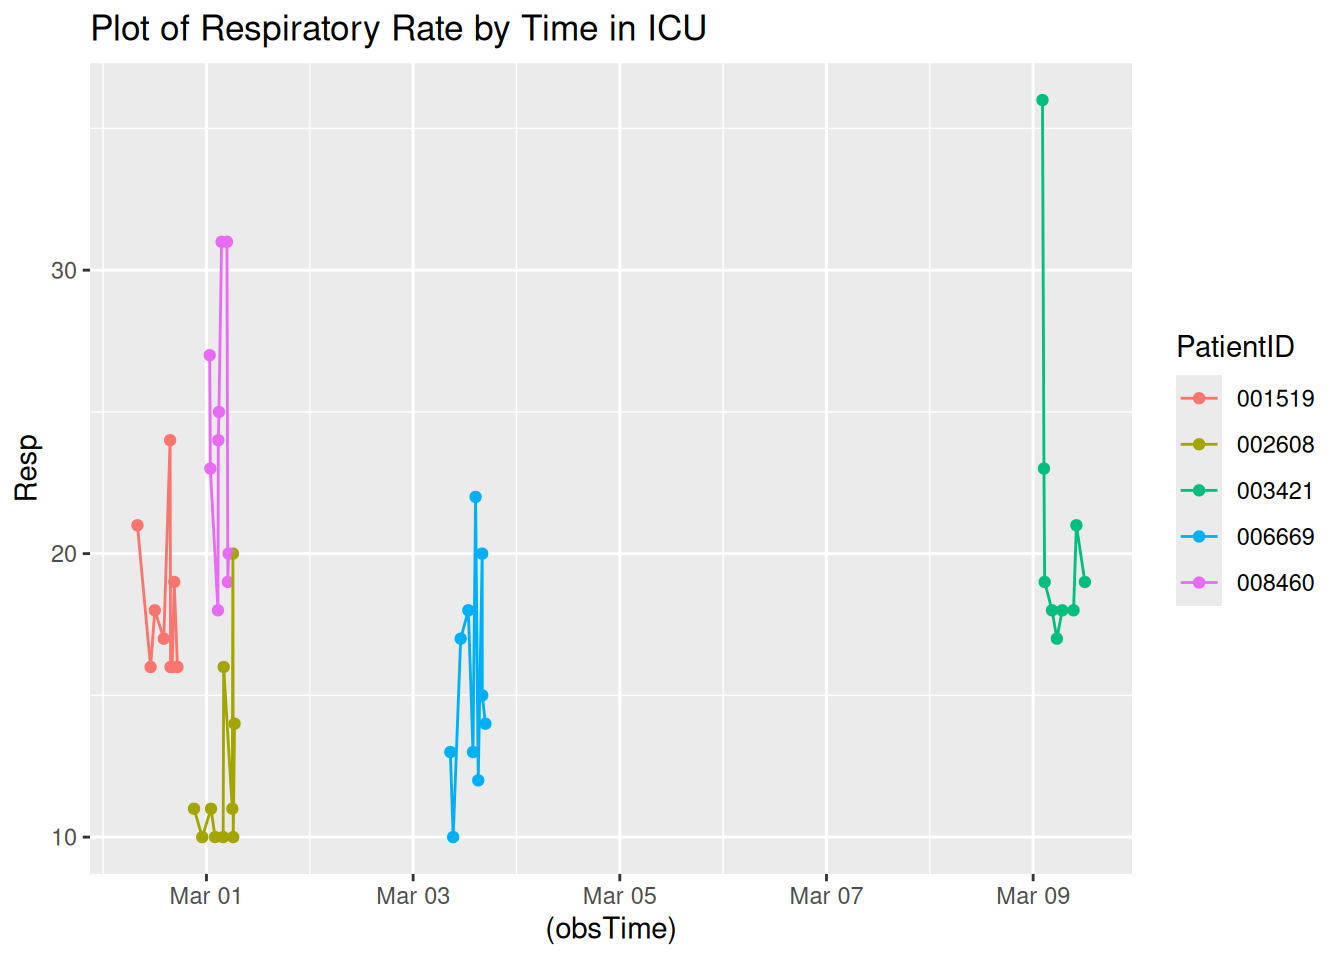 Plot of Respiratory Rate by Time in ICU
Resp
30
20
10
Mar 01
Mar 03
Mar 05
Mar 07
Mar 09
(obsTime)
PatientID
001519
002608
003421
006669
008460